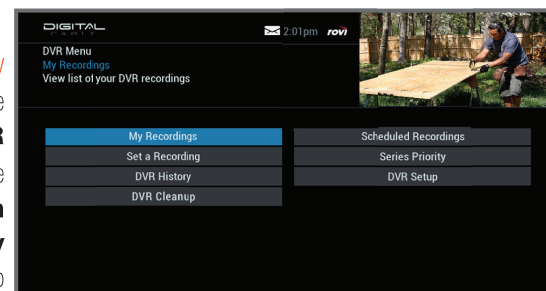 DIGITAL
CABLE
2:01pm rovi
DVR Menu
My Recordings
View list of your DVR recordings
My Recordings
Scheduled Recordings
Set a Recording
Series Priority
DVR History
DVR Setup
DVR Cleanup